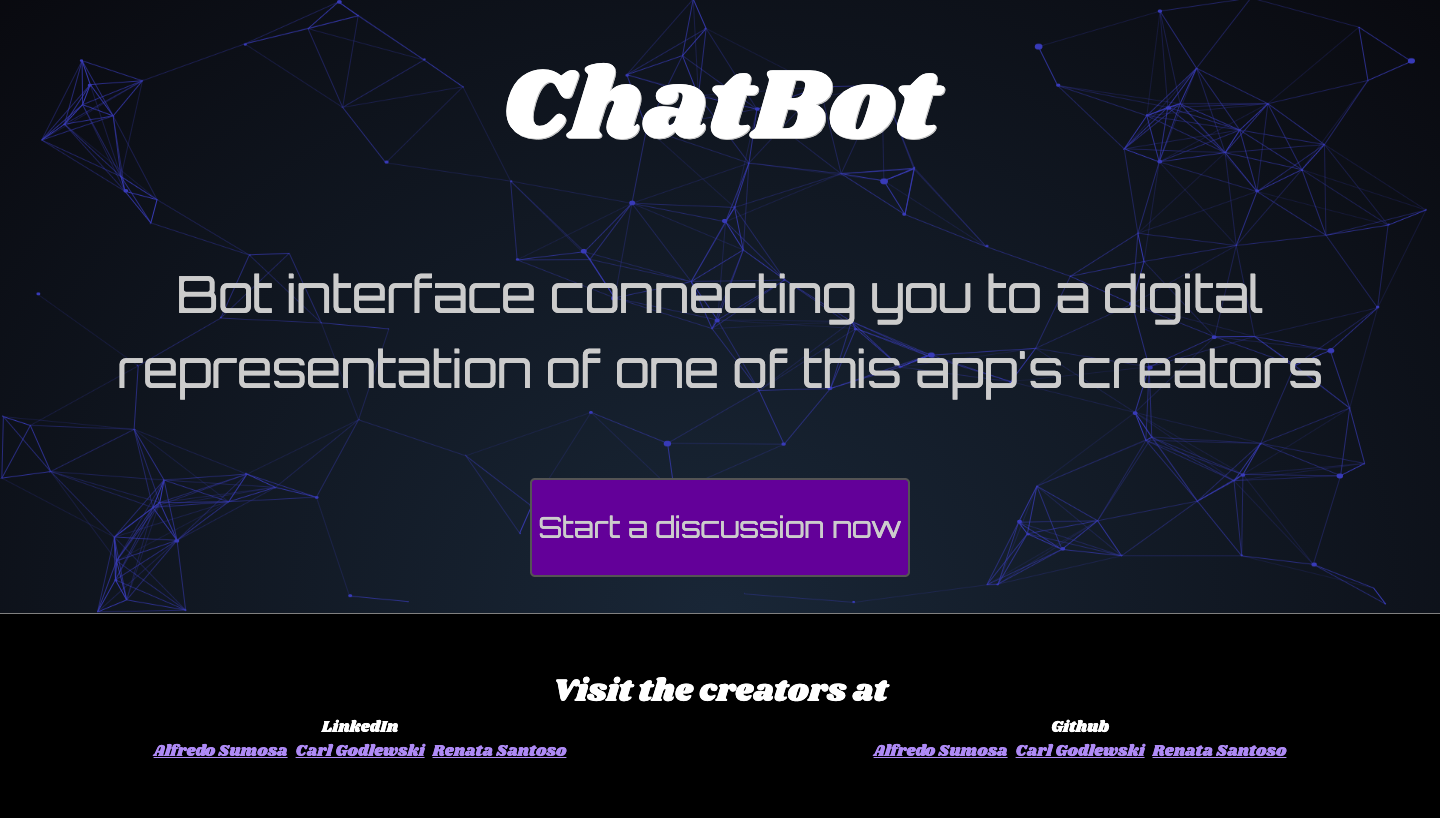 ChatBot
Bot interface connecting you to a digital
representation of one of this app's creators
Start a discussion now
Visit the creators at
LinkedIn
Alfredo Sumosa Carl Godlewski Renata Santoso
Github
Alfredo Sumosa Carl Godlewski Renata Santoso